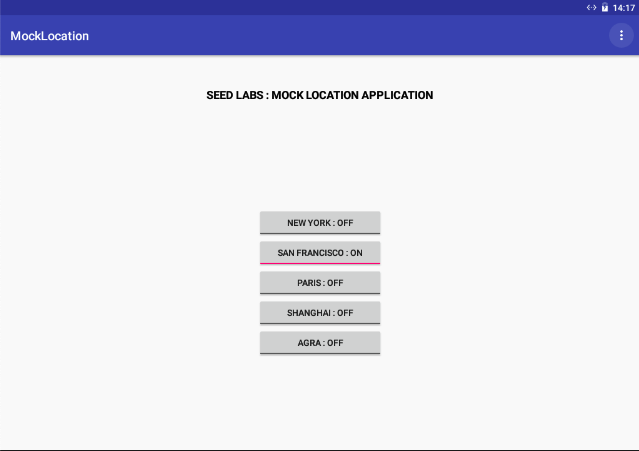 14:17
MockLocation
SEED LABS : MOCK LOCATION APPLICATION
NEW YORK : OFF
SAN FRANCISCO : ON
PARIS : OFF
SHANGHAI : OFF
AGRA : OFF